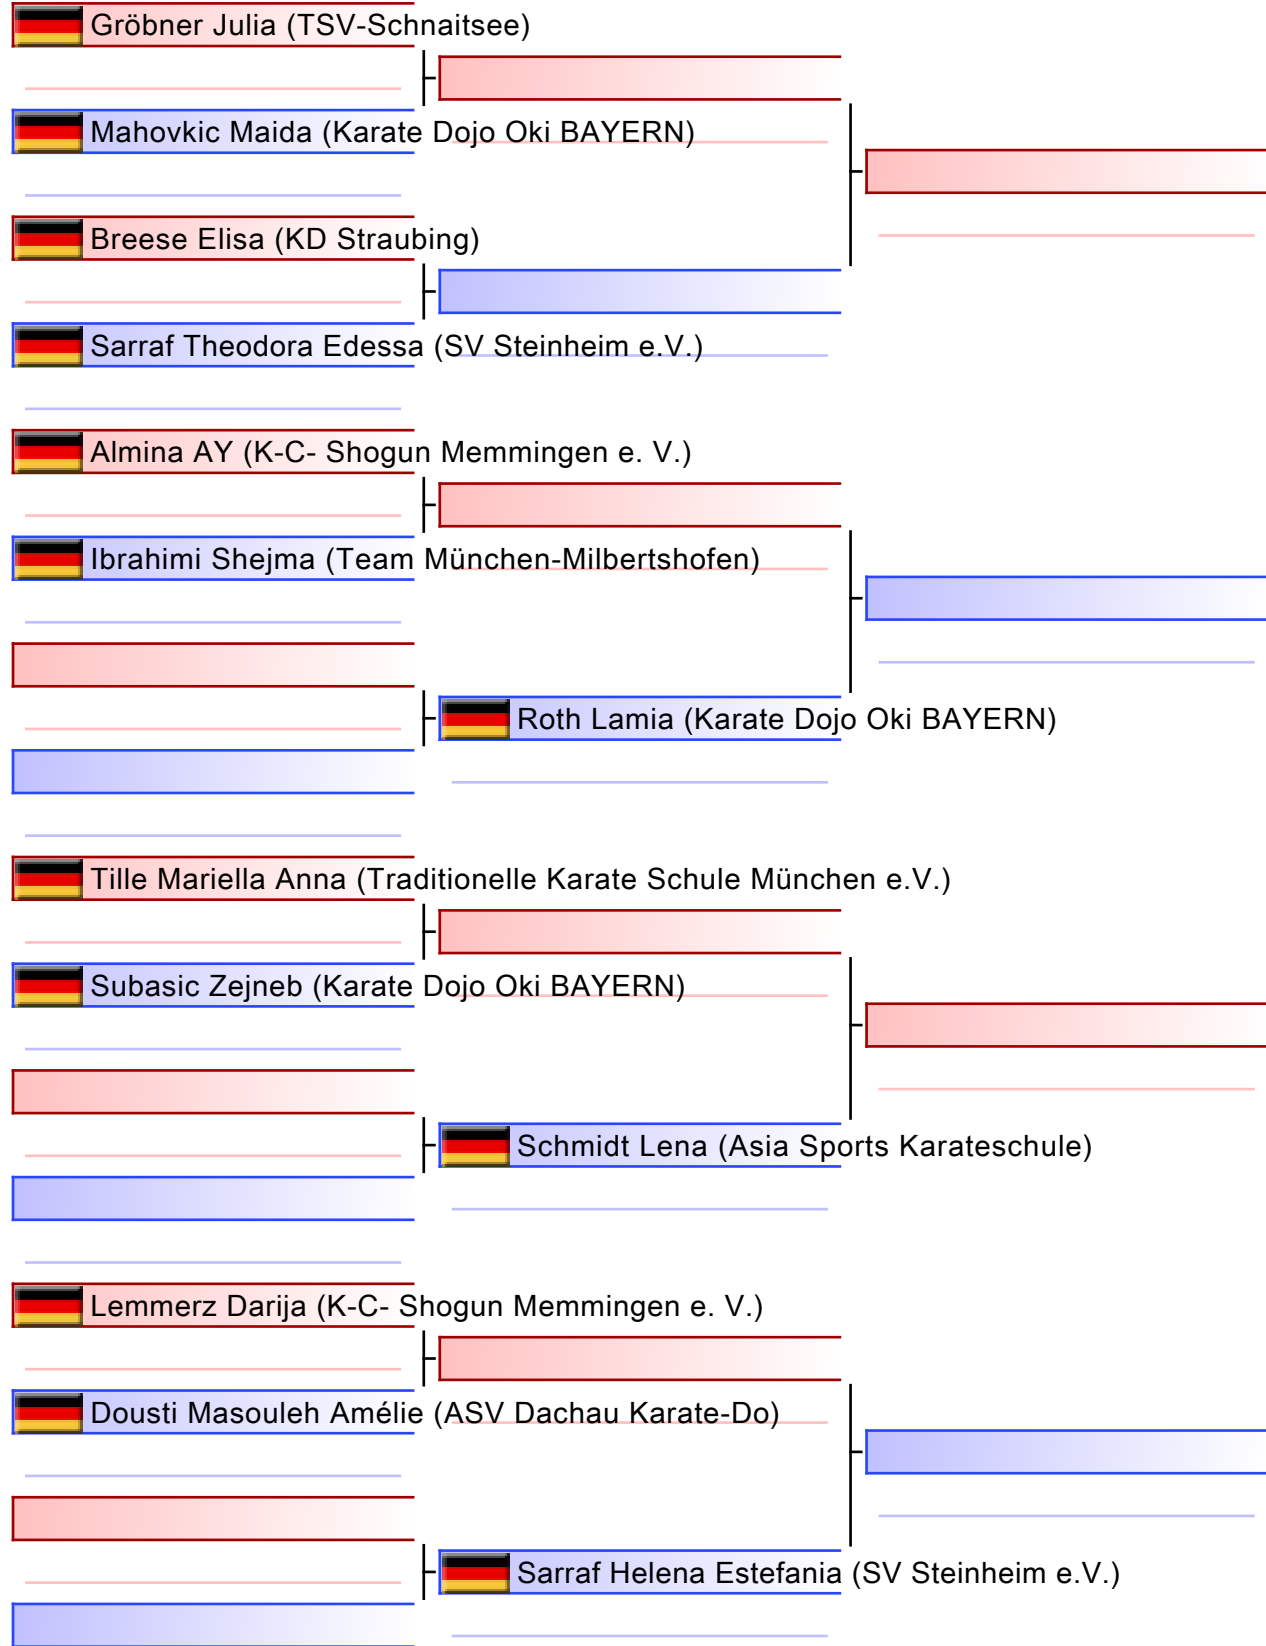 Gröbner Julia (TSV-Schnaitsee)
Mahovkic Maida (Karate Dojo Oki BAYERN)
Breese Elisa (KD Straubing)
Sarraf Theodora Edessa (SV Steinheim e.V.)
Almina AY (K-C- Shogun Memmingen e. V.)
Ibrahimi Shejma (Team München-Milbertshofen)
Roth Lamia (Karate Dojo Oki BAYERN)
Tille Mariella Anna (Traditionelle Karate Schule München e.V.)
Subasic Zejneb (Karate Dojo Oki BAYERN)
Schmidt Lena (Asia Sports Karateschule)
Lemmerz Darija (K-C- Shogun Memmingen e. V.)
Dousti Masouleh Amélie (ASV Dachau Karate-Do)
Sarraf Helena Estefania (SV Steinheim e.V.)